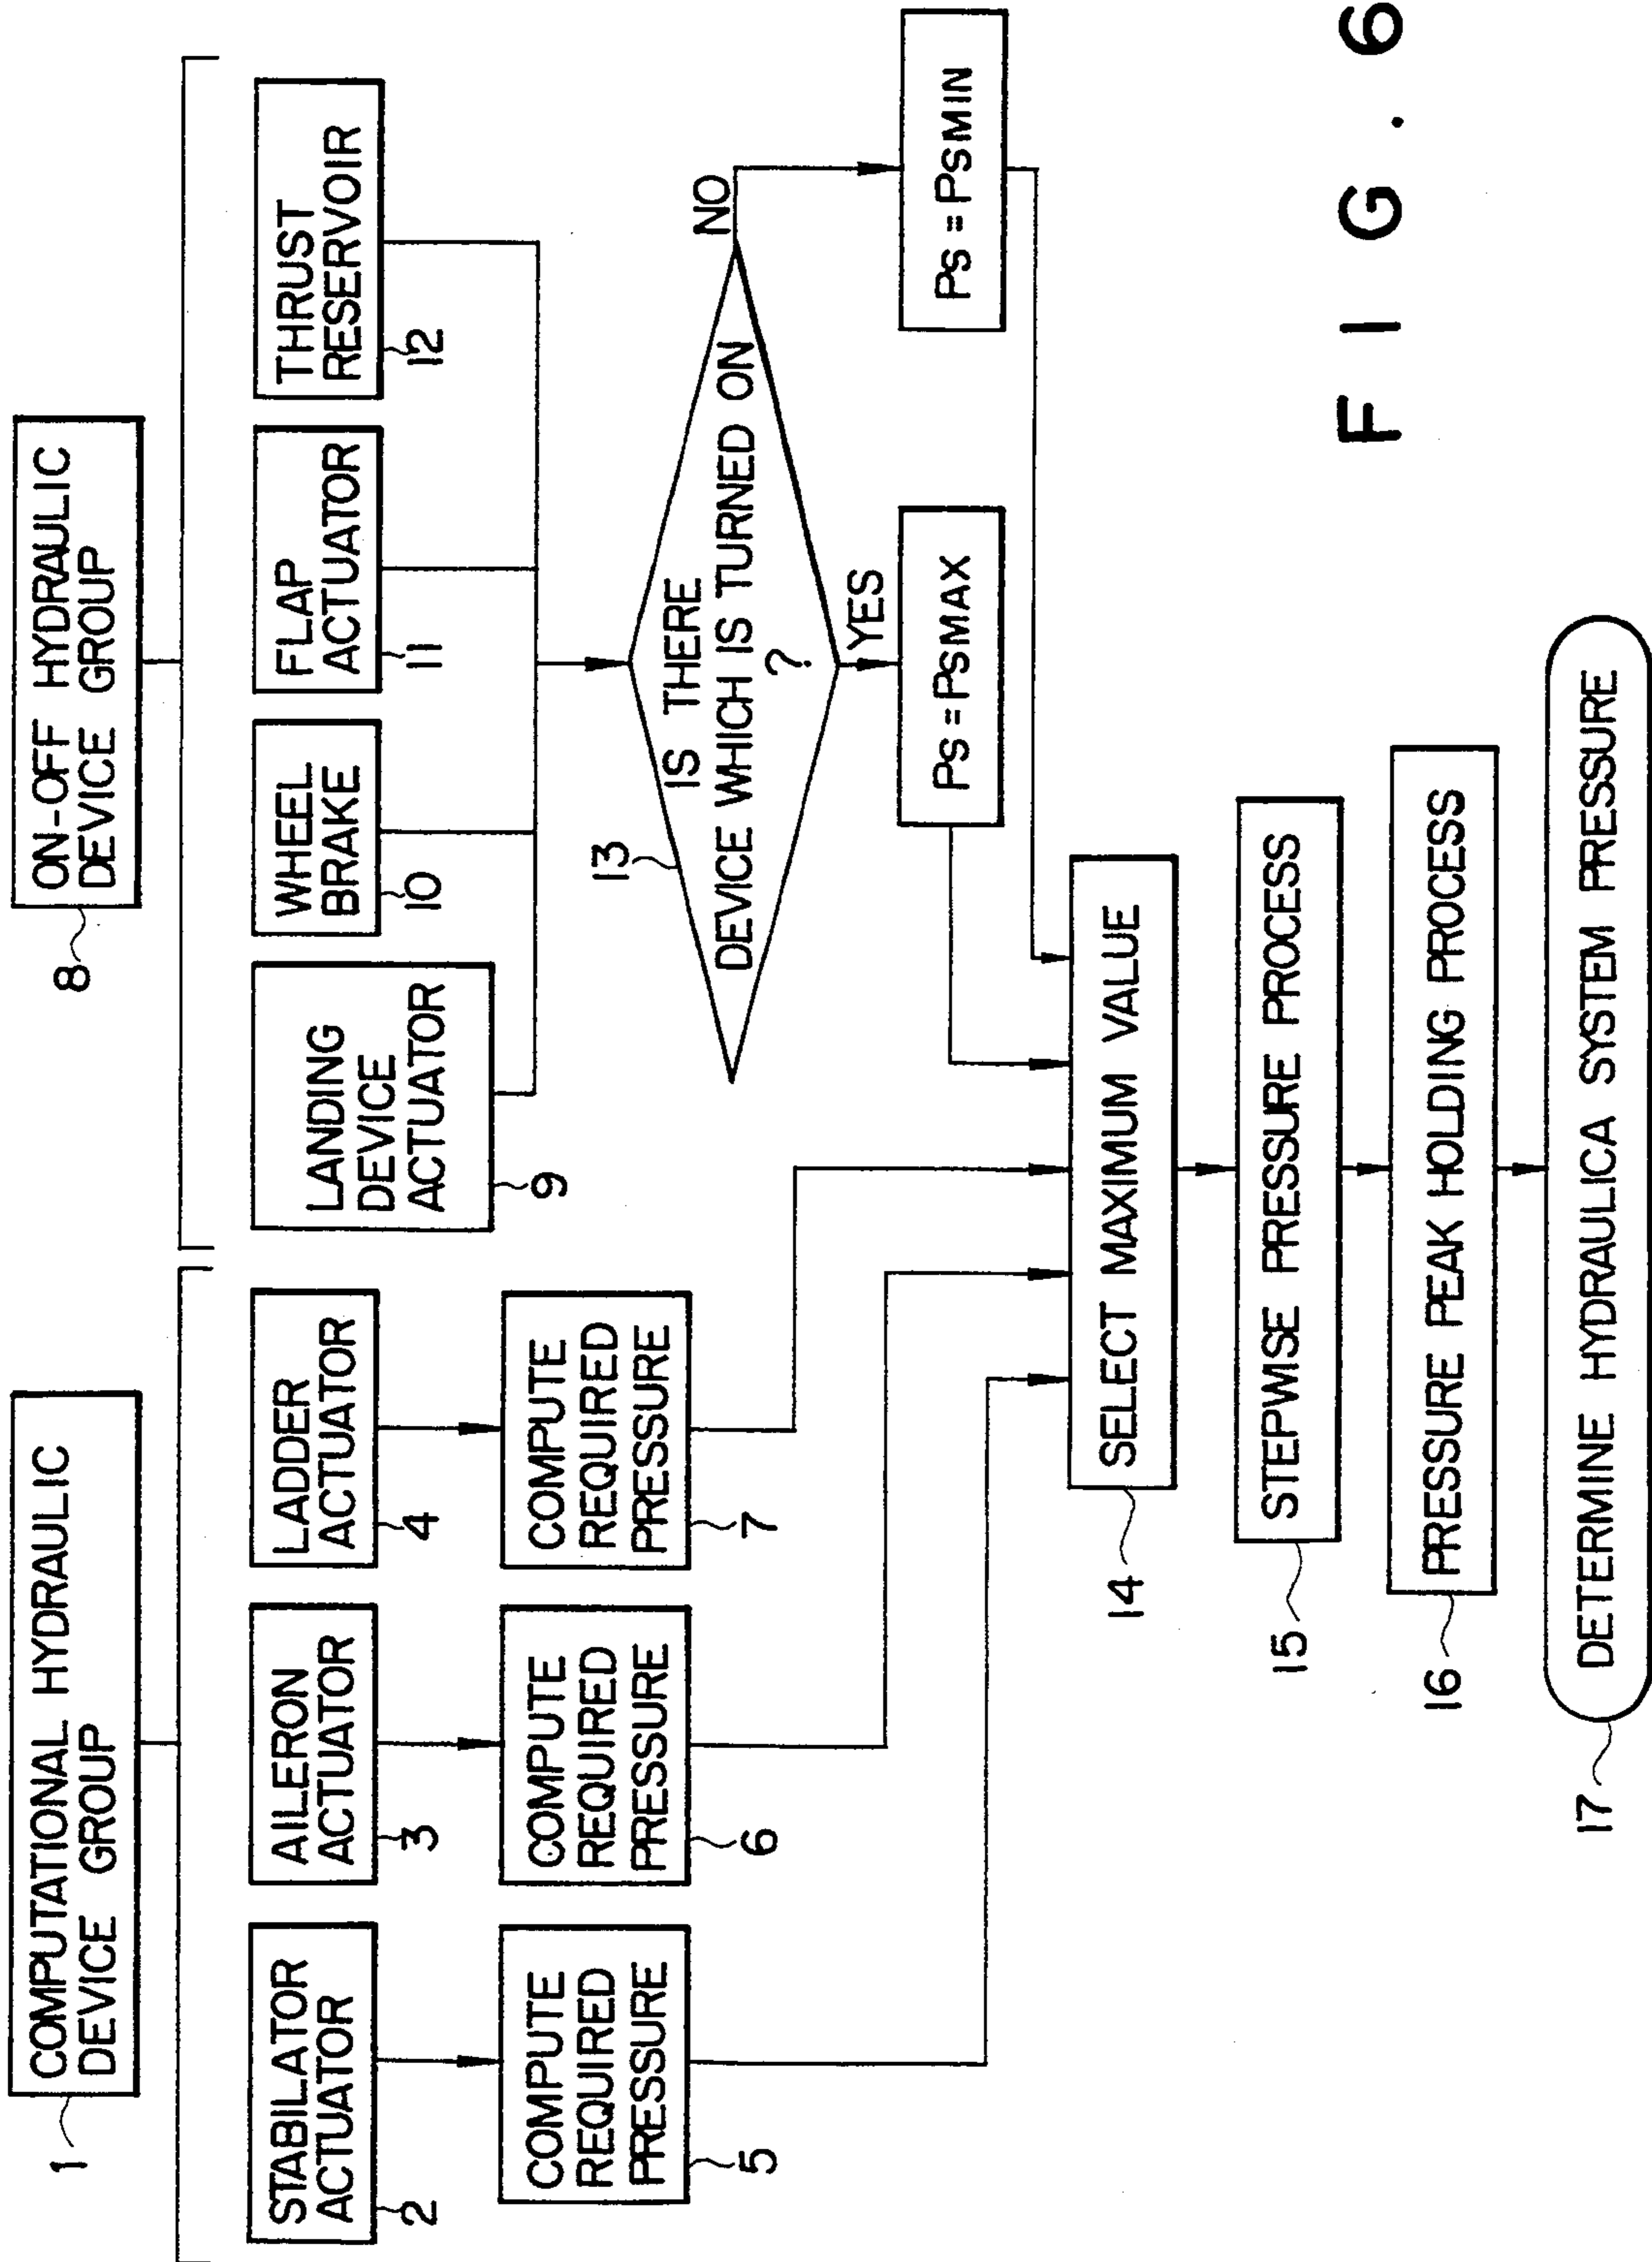 COMPUTATIONAL HYDRAULIC
DEVICE GROUP
1
STABILATOR
ACTUATOR
2
AILERON
ACTUATOR
3
LADDER
ACTUATOR
4
COMPUTE
REQUIRED
PRESSURE
5
COMPUTE
REQUIRED
PRESSURE
6
COMPUTE
REQUIRED
PRESSURE
7
ON-OFF HYDRAULIC
DEVICE GROUP
8
LANDING
DEVICE
ACTUATOR
9
WHEEL
BRAKE
10
FLAP
ACTUATOR
11
THRUST
RESERVOIR
12
13
IS THERE
DEVICE WHICH IS TURNED ON
?
YES
NO
PS = PSMAX
PS = PSMIN
SELECT MAXIMUM VALUE
14
STEPWISE PRESSURE PROCESS
15
PRESSURE PEAK HOLDING PROCESS
16
DETERMINE HYDRAULICA SYSTEM PRESSURE
17
FIG. 6